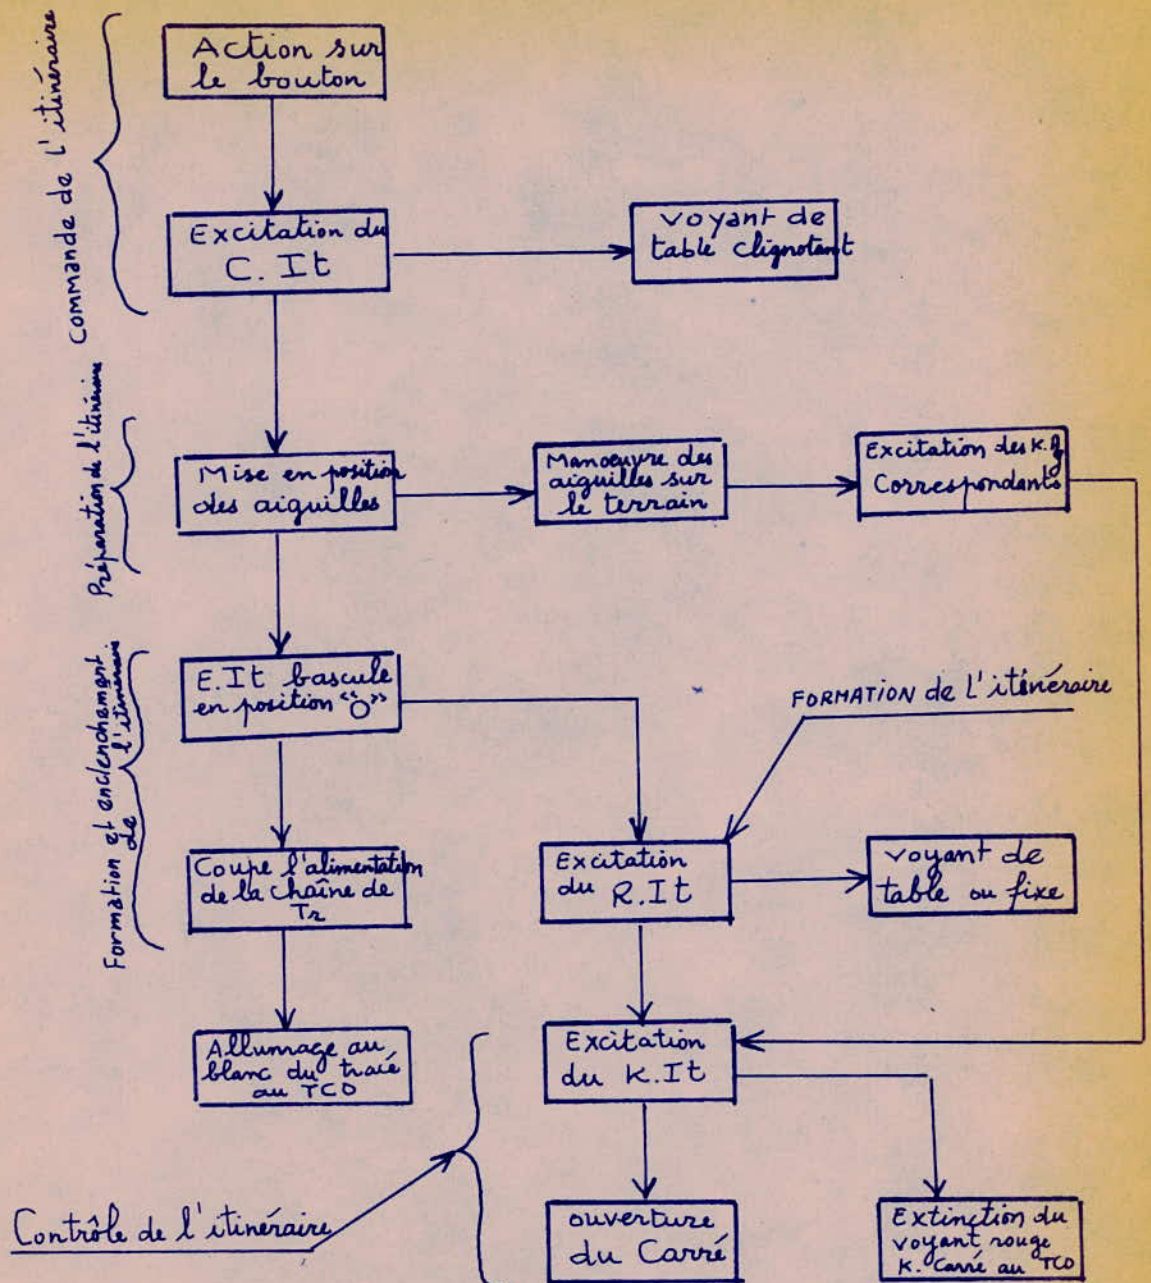 Commande de l'itinéraire
Action sur
le bouton
Excitation du
C. It
voyant de
table clignotant
Préparation de l'itinéraire
Mise en position
des aiguilles
Manoeuvre des
aiguilles sur
le terrain
Excitation des K.Ag
Correspondants
Formation et enclenchement
de l'itinéraire
E.It bascule
en position "O"
FORMATION de L'itinéraire
Coupe l'alimentation
de la chaîne de
Tr
Excitation
du R.It
voyant de
table au fixe
Allumage au
blanc du tracé
au TCO
Excitation
du K.It
Contrôle de l'itinéraire
ouverture
du Carré
Extinction du
voyant rouge
K. Carré au TCO